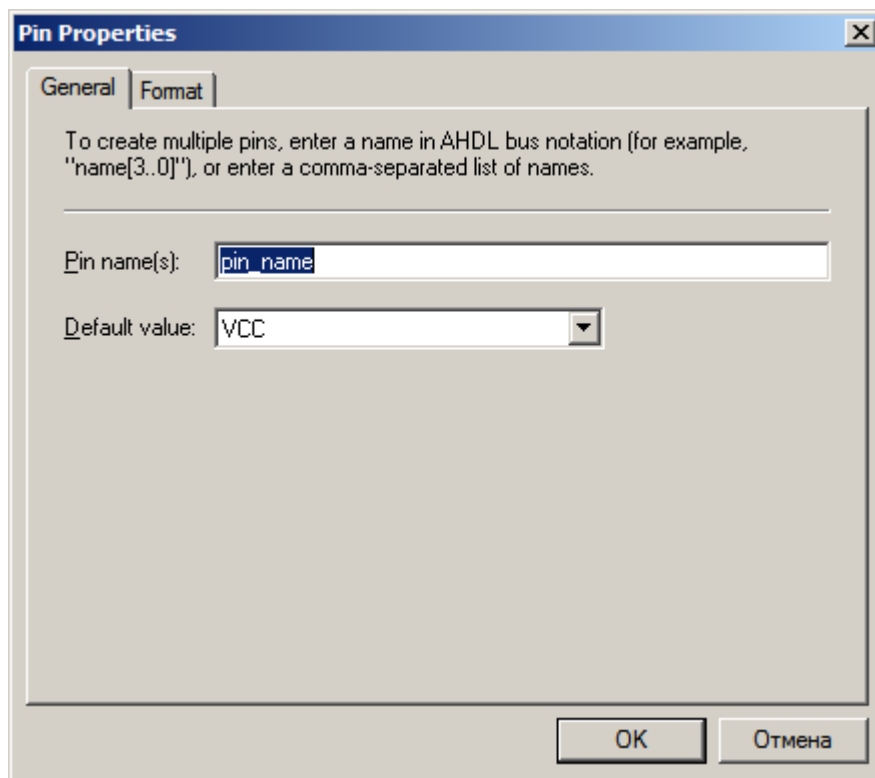 Pin Properties
General Format
To create multiple pins, enter a name in AHDL bus notation (for example,
"name[3..0]"), or enter a comma-separated list of names.
Pin name(s): pin_name
Default value: VCC
OK Отмена